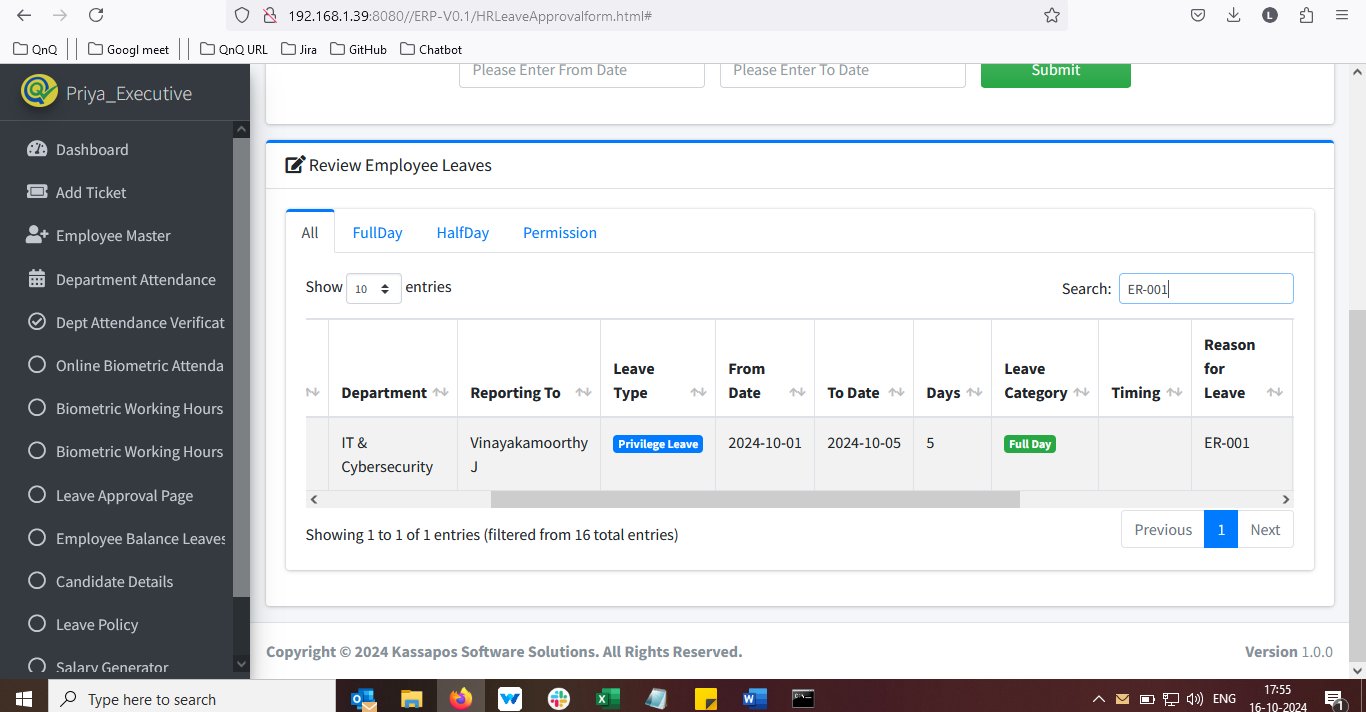 192.168.1.39:8080//ERP-V0.1/HRLeaveApprovalform.html#
L
QnQ
Googl meet
QnQ URL
Jira
GitHub
Chatbot
Priya_Executive
Dashboard
Add Ticket
Employee Master
Department Attendance
Dept Attendance Verificat
Online Biometric Attenda
Biometric Working Hours
Biometric Working Hours
Leave Approval Page
Employee Balance Leaves
Candidate Details
Leave Policy
Salary Generator
Please Enter From Date
Please Enter To Date
Submit
Review Employee Leaves
All
FullDay
HalfDay
Permission
Show 10 entries
Search: ER-001
Department
Reporting To
Leave Type
From Date
To Date
Days
Leave Category
Timing
Reason for Leave
IT & Cybersecurity
Vinayakamoorthy J
Privilege Leave
2024-10-01
2024-10-05
5
Full Day
ER-001
Showing 1 to 1 of 1 entries (filtered from 16 total entries)
Previous
1
Next
Copyright © 2024 Kassapos Software Solutions. All Rights Reserved.
Version 1.0.0
Type here to search
ENG
17:55
16-10-2024
1